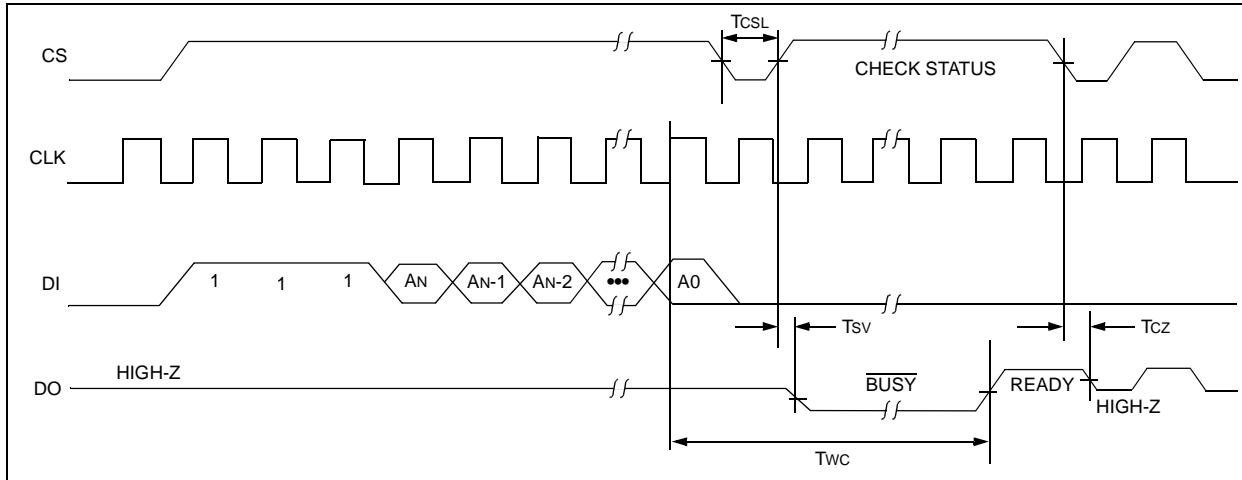 CS
TCSL
CHECK STATUS
CLK
DI
1 1 1 AN AN-1 AN-2 ••• A0
TSV
TCZ
DO
HIGH-Z
BUSY
READY
HIGH-Z
TWC